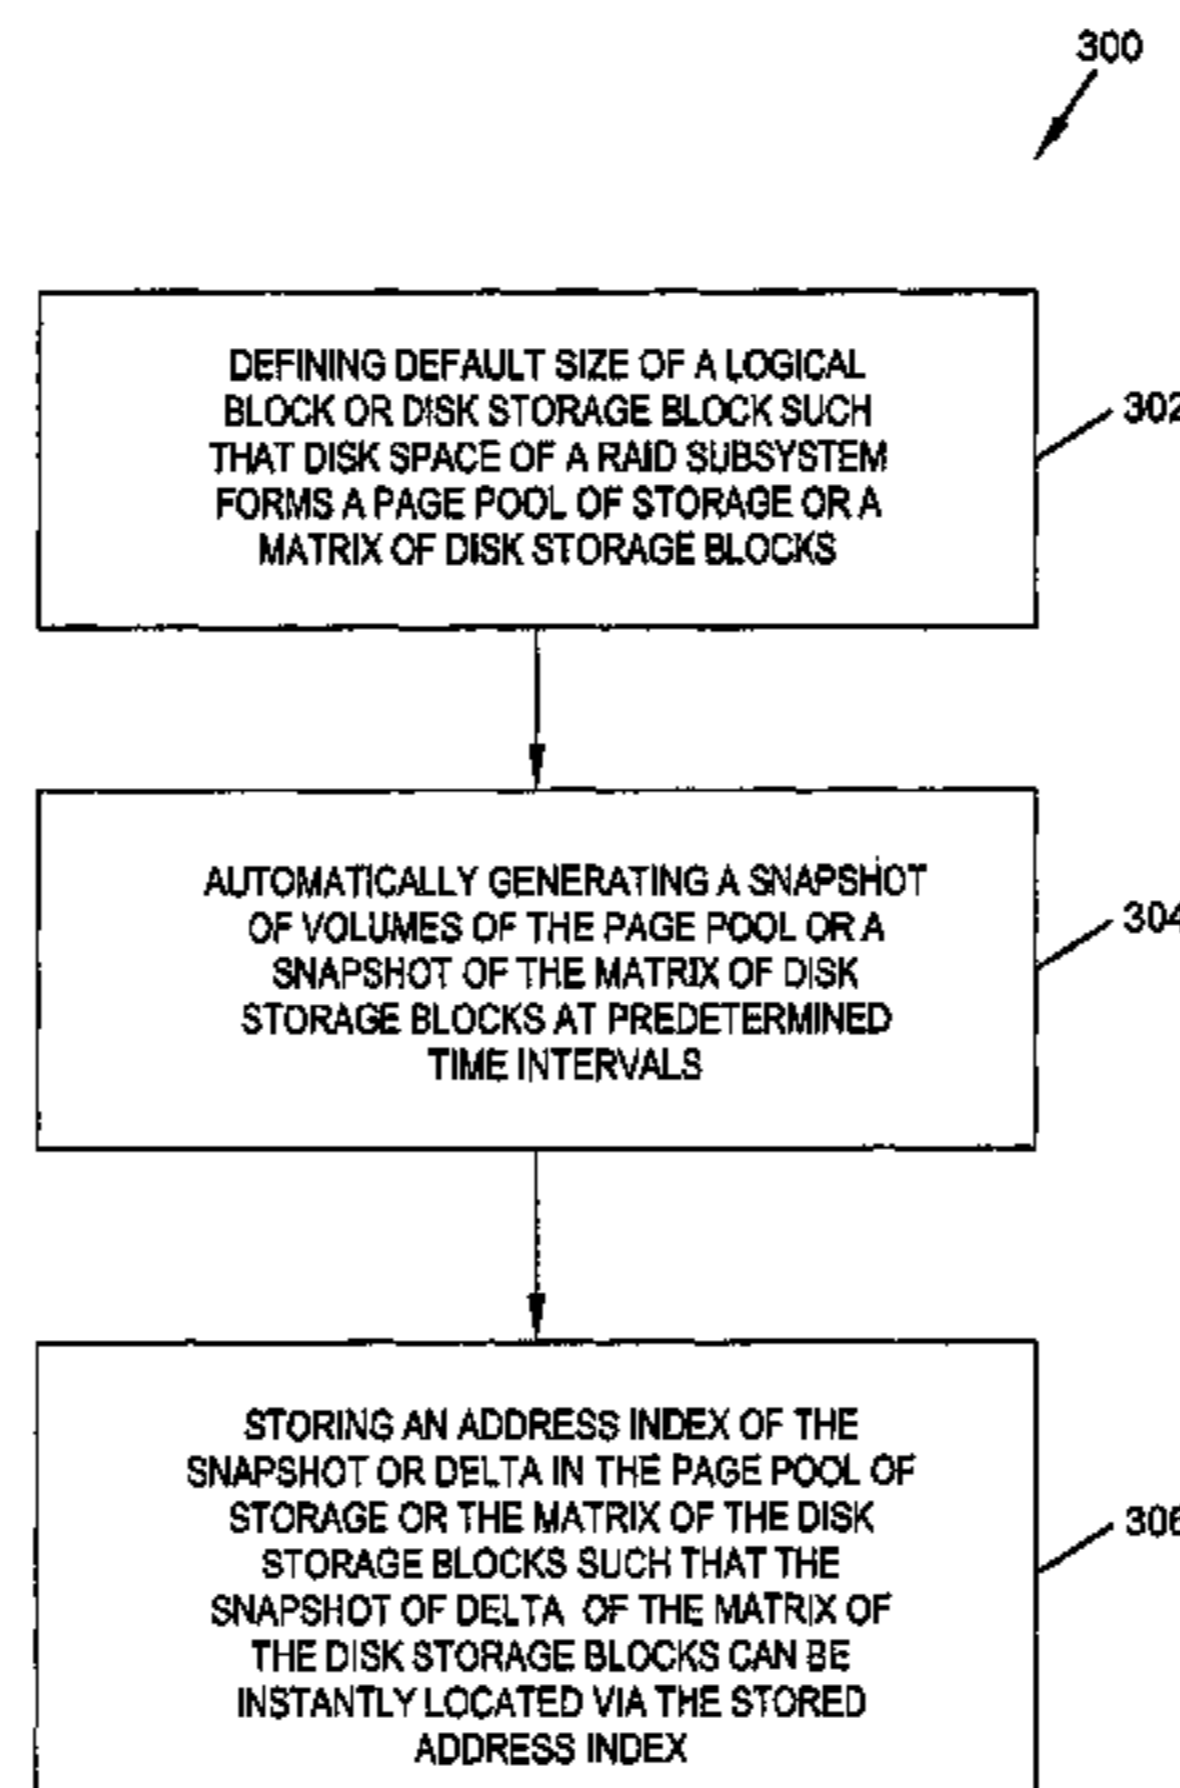 300
DEFINING DEFAULT SIZE OF A LOGICAL
BLOCK OR DISK STORAGE BLOCK SUCH
THAT DISK SPACE OF A RAID SUBSYSTEM
FORMS A PAGE POOL OF STORAGE OR A
MATRIX OF DISK STORAGE BLOCKS
302
AUTOMATICALLY GENERATING A SNAPSHOT
OF VOLUMES OF THE PAGE POOL OR A
SNAPSHOT OF THE MATRIX OF DISK
STORAGE BLOCKS AT PREDETERMINED
TIME INTERVALS
304
STORING AN ADDRESS INDEX OF THE
SNAPSHOT OR DELTA IN THE PAGE POOL OF
STORAGE OR THE MATRIX OF THE DISK
STORAGE BLOCKS SUCH THAT THE
SNAPSHOT OF DELTA OF THE MATRIX OF
THE DISK STORAGE BLOCKS CAN BE
INSTANTLY LOCATED VIA THE STORED
ADDRESS INDEX
306